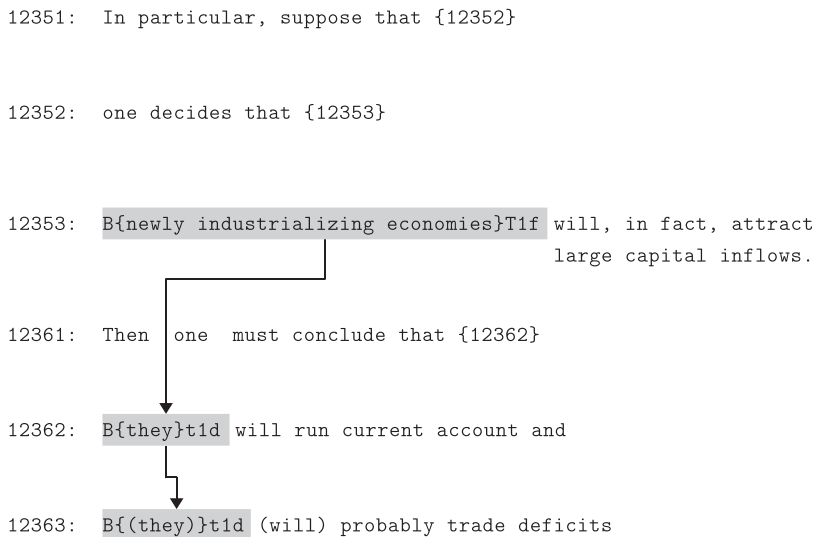 12351: In particular, suppose that {12352}
12352: one decides that {12353}
12353: B{newly industrializing economies}T1f will, in fact, attract
large capital inflows.
12361: Then one must conclude that {12362}
12362: B{they}t1d will run current account and
12363: B{(they)}t1d (will) probably trade deficits